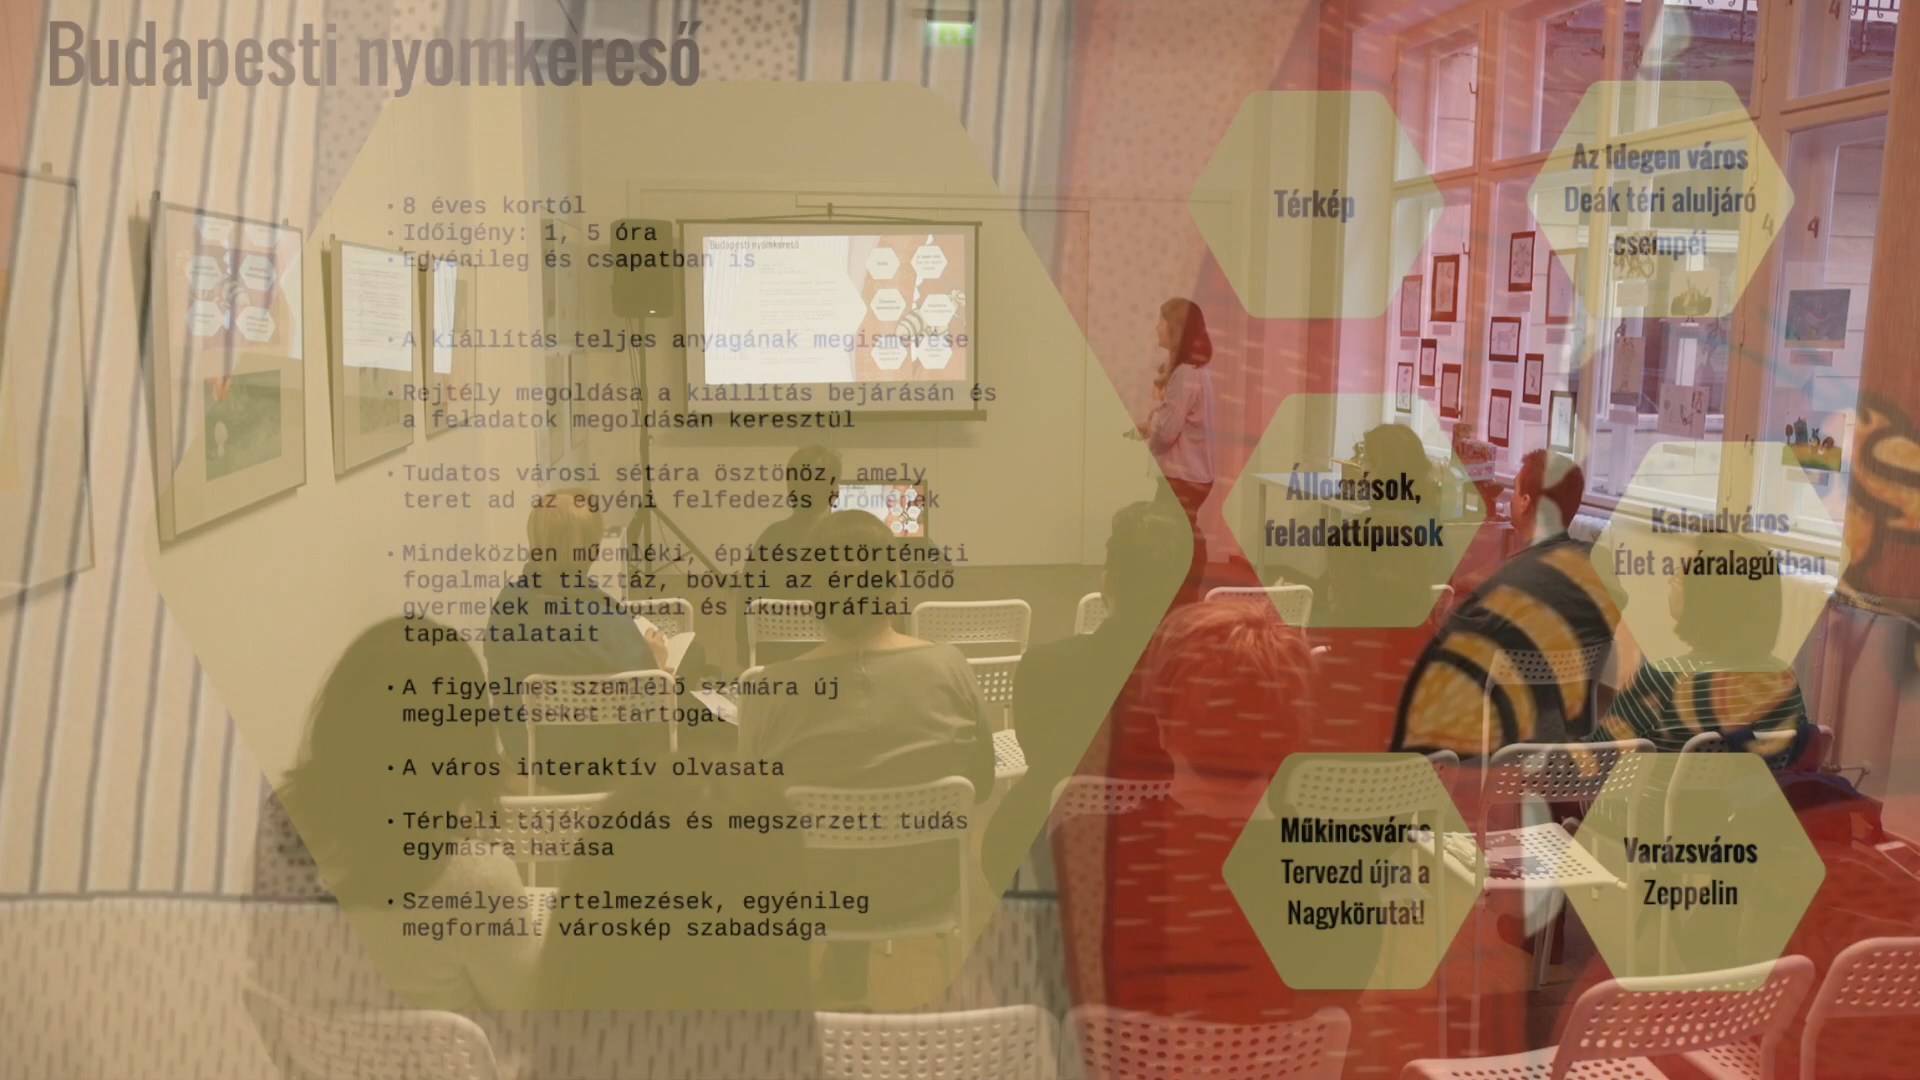 Budapesti nyomkereső
• 8 éves kortól
• Időigény: 1, 5 óra
• Egyénileg és csapatban is
• A kiállítás teljes anyagának megismerése
• Rejtély megoldása a kiállítás bejárásán és
a feladatok megoldásán keresztül
• Tudatos városi sétára ösztönöz, amely
teret ad az egyéni felfedezés örömének
• Mindeközben műemléki, építészettörténeti
fogalmakat tisztáz, bővíti az érdeklődő
gyermekek mitológiai és ikonográfiai
tapasztalatait
• A figyelmes szemlélő számára új
meglepetéseket tartogat
• A város interaktív olvasata
• Térbeli tájékozódás és megszerzett tudás
egymásra hatása
• Személyes értelmezések, egyénileg
megformált városkép szabadsága
Térkép
Az Idegen város
Deák téri aluljáró
csempéi
Állomások,
feladattípusok
Kalandváros
Élet a váralagútban
Műkincsváros
Tervezd újra a
Nagykörutat!
Varázsváros
Zeppelin
Budapesti nyomkereső